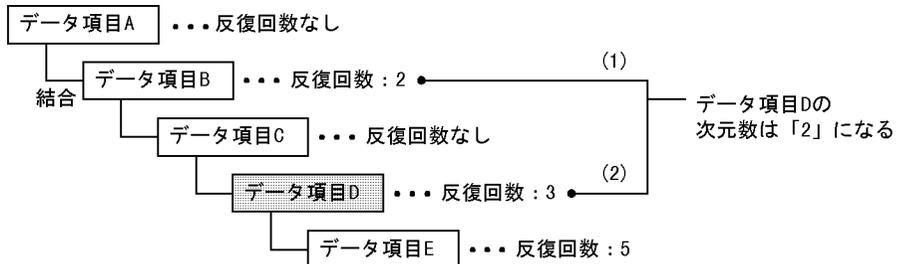 データ項目A ・・・反復回数なし
(1)
結合 データ項目B ・・・ 反復回数：2
データ項目Dの
次元数は「2」になる
データ項目C ・・・反復回数なし
(2)
データ項目D ・・・ 反復回数：3
データ項目E ・・・ 反復回数：5